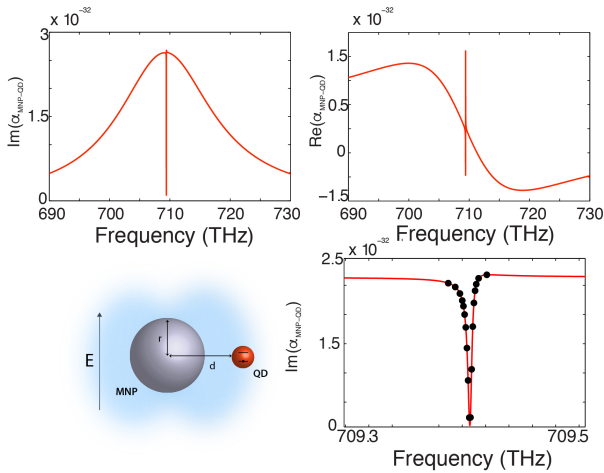 x 10⁻³²
3
1.5
0
Im(α_MNP-QD)
690 700 710 720 730
Frequency (THz)
x 10⁻³²
1.5
0.5
0
−1.5
Re(α_MNP-QD)
690 700 710 720 730
Frequency (THz)
E
r
d
MNP
QD
x 10⁻³²
2.5
0
Im(α_MNP-QD)
709.3 709.5
Frequency (THz)